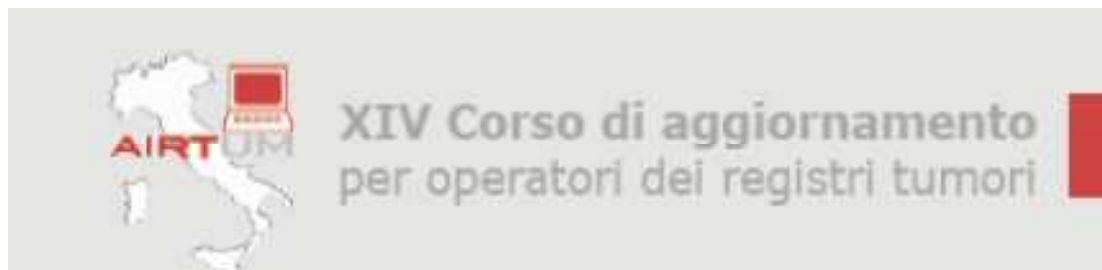 AIRTUM
XIV Corso di aggiornamento
per operatori dei registri tumori